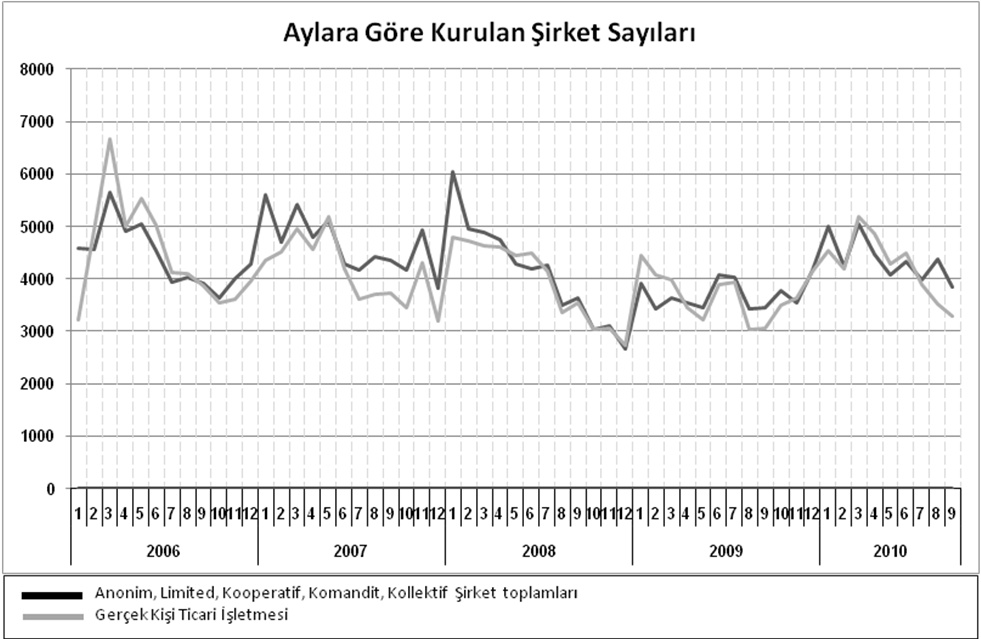 Aylara Göre Kurulan Şirket Sayıları
8000
7000
6000
5000
4000
3000
2000
1000
0
1 2 3 4 5 6 7 8 9 10 11 12 1 2 3 4 5 6 7 8 9 10 11 12 1 2 3 4 5 6 7 8 9 10 11 12 1 2 3 4 5 6 7 8 9 10 11 12 1 2 3 4 5 6 7 8 9
2006 2007 2008 2009 2010
Anonim, Limited, Kooperatif, Komandit, Kollektif Şirket toplamları
Gerçek Kişi Ticari İşletmesi